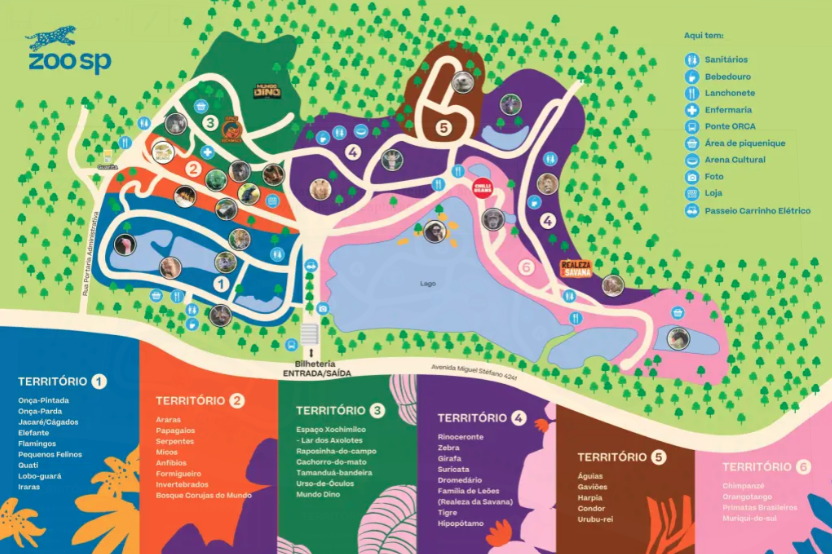 zoo sp
MUNDO
DINO
Aqui tem:
Sanitários
Bebedouro
Lanchonete
Enfermaria
Ponte ORCA
Área de piquenique
Arena Cultural
Foto
Loja
Passeio Carrinho Elétrico
3
5
4
2
4
6
1
REALEZA
SAVANA
Lago
Rua Portaria Administrativa
Bilheteria
ENTRADA/SAÍDA
Avenida Miguel Stéfano 4241
TERRITÓRIO 1
Onça-Pintada
Onça-Parda
Jacaré/Cágados
Elefante
Flamingos
Pequenos Felinos
Quati
Lobo-guará
Iraras
TERRITÓRIO 2
Araras
Papagaios
Serpentes
Micos
Anfíbios
Formigueiro
Invertebrados
Bosque Corujas do Mundo
TERRITÓRIO 3
Espaço Xochimilco
- Lar dos Axolotes
Raposinha-do-campo
Cachorro-do-mato
Tamanduá-bandeira
Urso-de-Óculos
Mundo Dino
TERRITÓRIO 4
Rinoceronte
Zebra
Girafa
Suricata
Dromedário
Família de Leões
(Realeza da Savana)
Tigre
Hipopótamo
TERRITÓRIO 5
Águias
Gaviões
Harpia
Condor
Urubu-rei
TERRITÓRIO 6
Chimpanzé
Orangotango
Primatas Brasileiros
Muriqui-do-sul